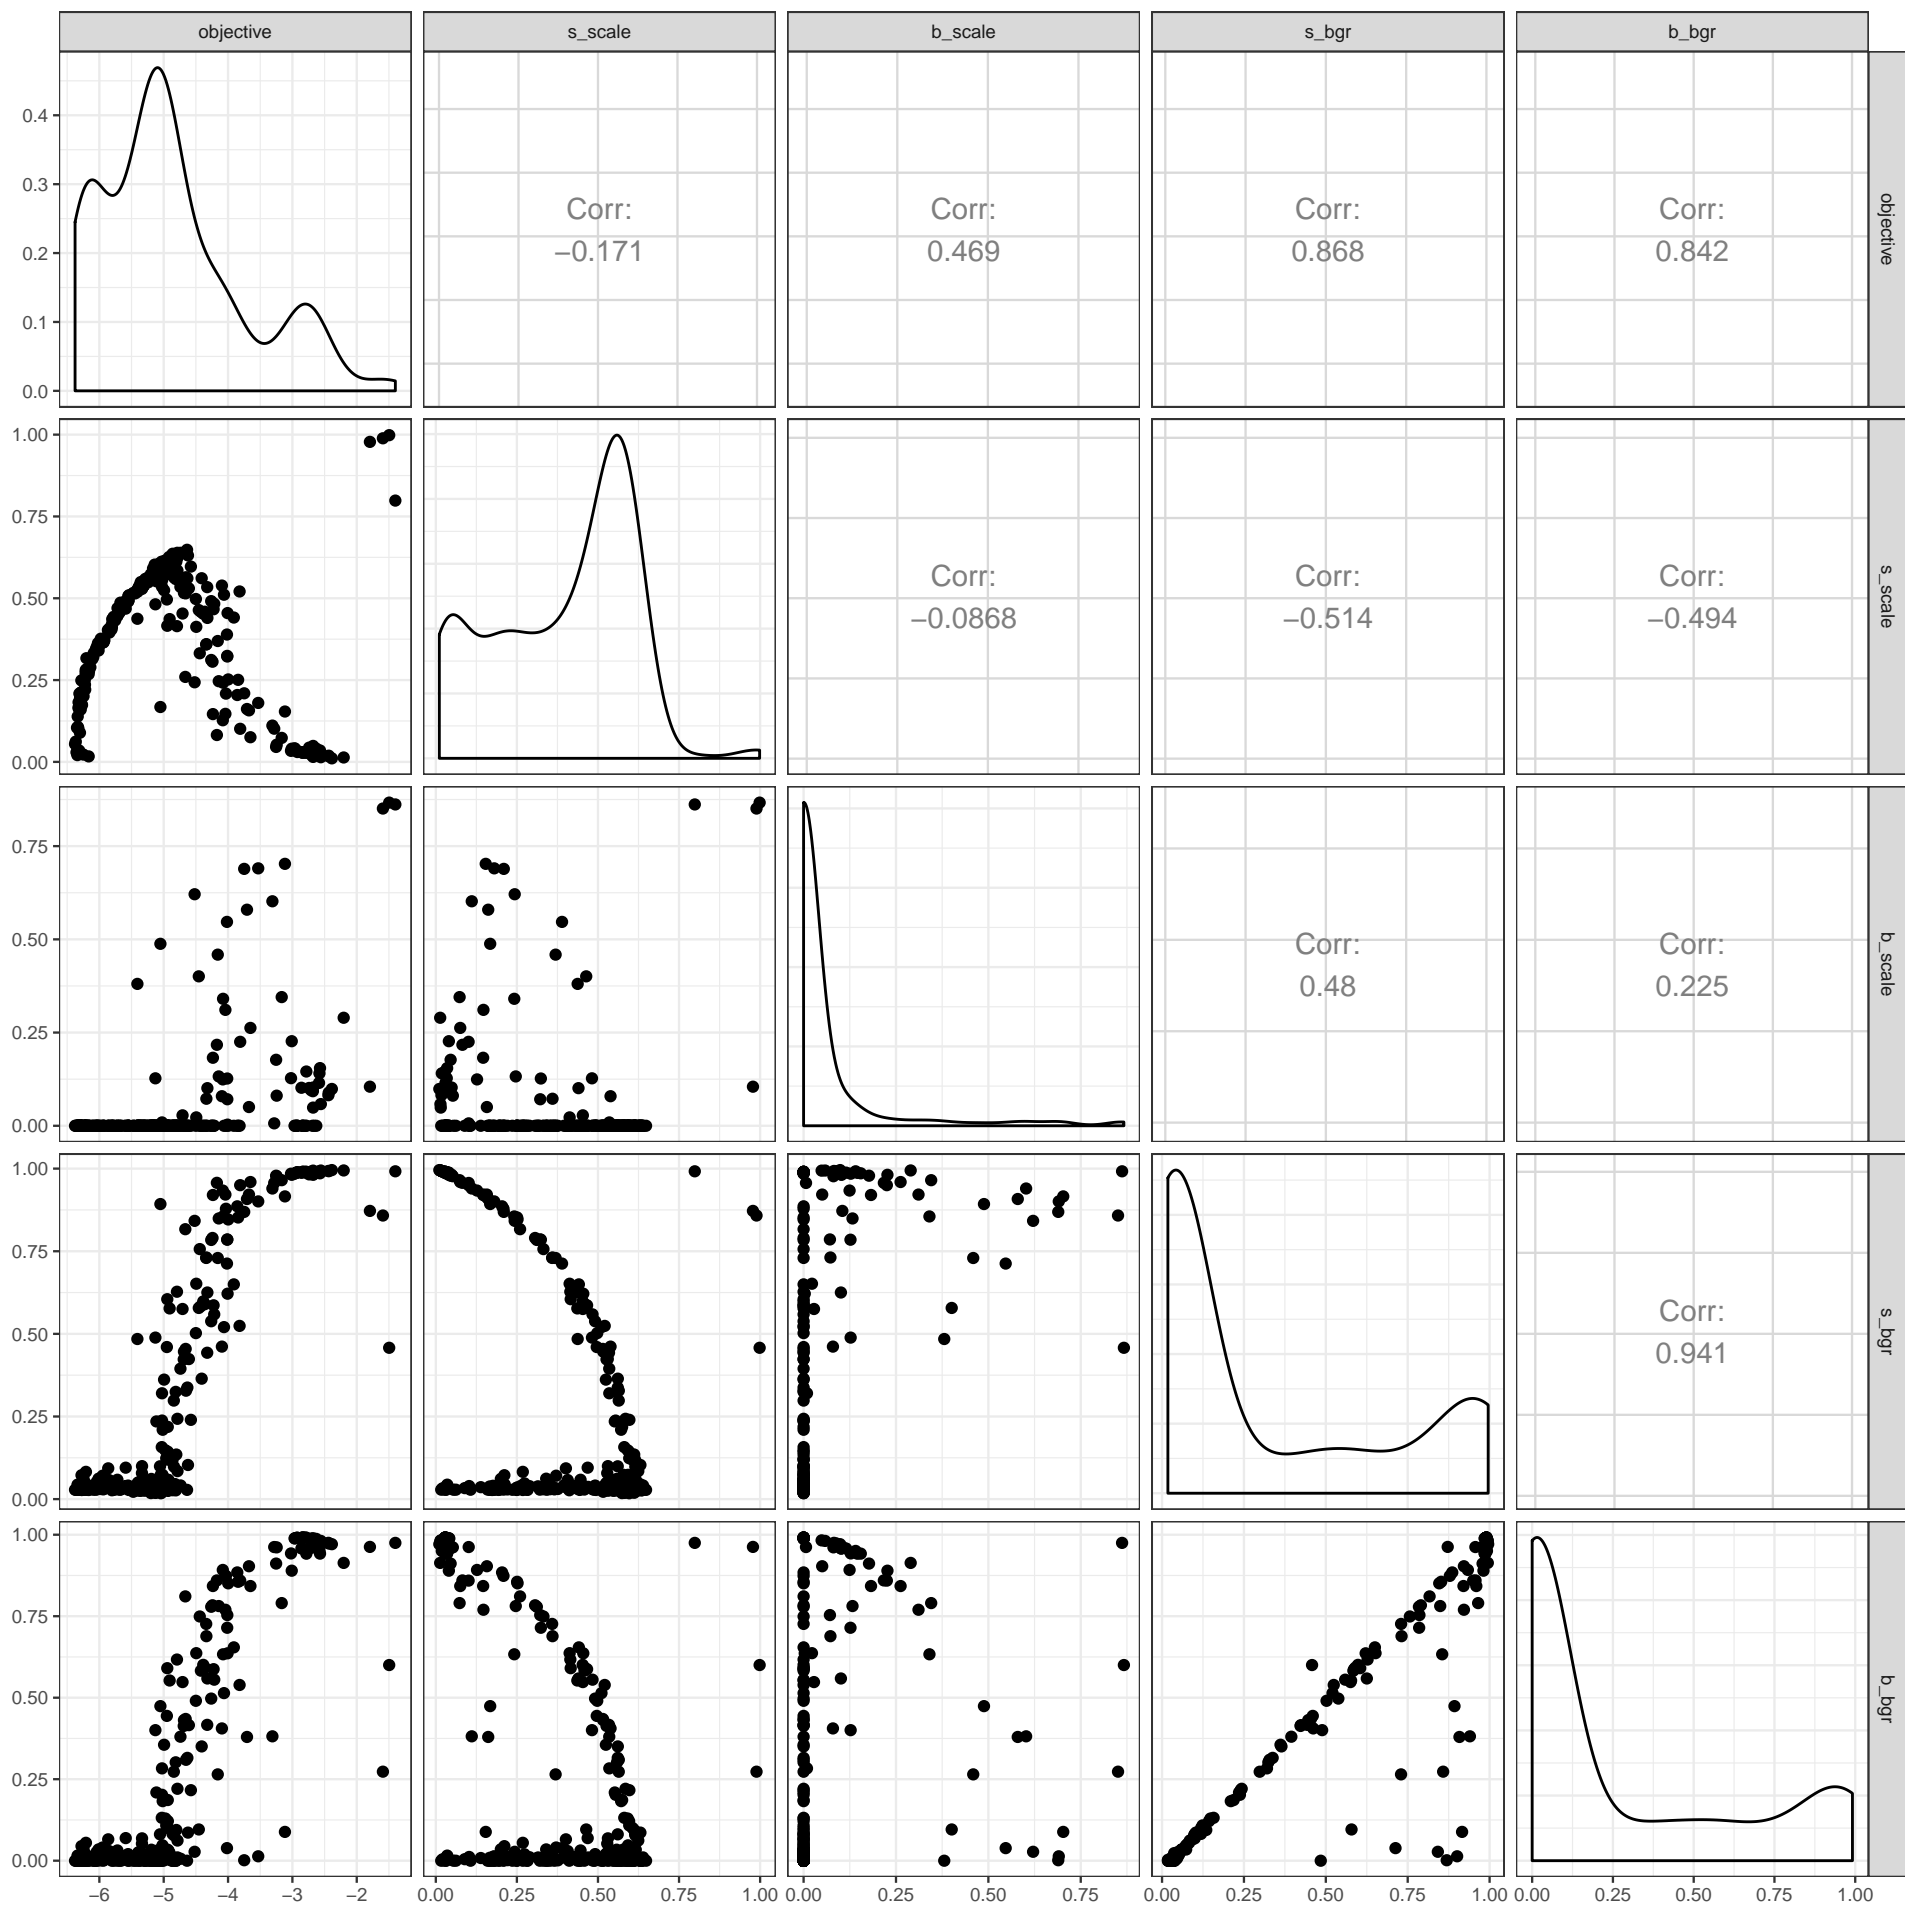 objective
s_scale
b_scale
s_bgr
b_bgr
0.4
0.3
0.2
0.1
0.0
Corr:
−0.171
Corr:
0.469
Corr:
0.868
Corr:
0.842
objective
1.00
0.75
0.50
0.25
0.00
Corr:
−0.0868
Corr:
−0.514
Corr:
−0.494
s_scale
0.75
0.50
0.25
0.00
Corr:
0.48
Corr:
0.225
b_scale
1.00
0.75
0.50
0.25
0.00
Corr:
0.941
s_bgr
1.00
0.75
0.50
0.25
0.00
b_bgr
−6 −5 −4 −3 −2
0.00 0.25 0.50 0.75 1.00
0.00 0.25 0.50 0.75
0.00 0.25 0.50 0.75 1.00
0.00 0.25 0.50 0.75 1.00